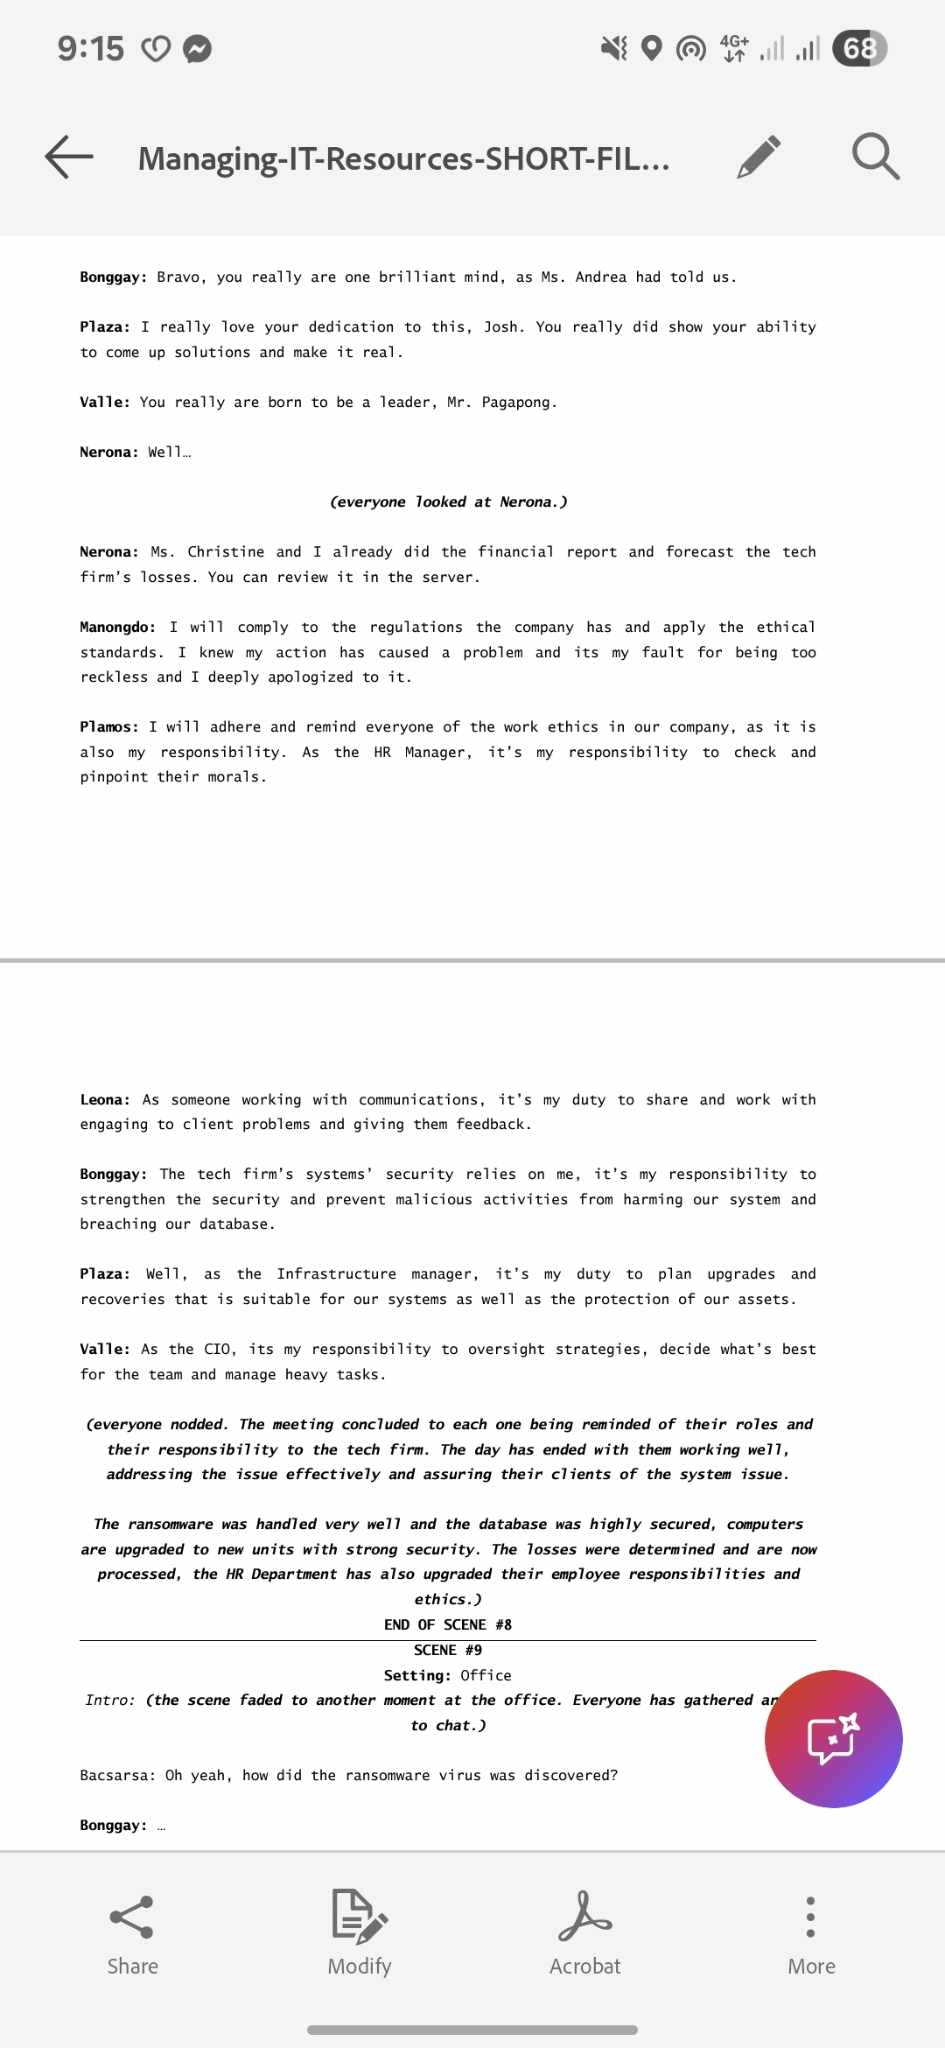 9:15
4G+
68
Managing-IT-Resources-SHORT-FIL...
Bonggay: Bravo, you really are one brilliant mind, as Ms. Andrea had told us.
Plaza: I really love your dedication to this, Josh. You really did show your ability
to come up solutions and make it real.
Valle: You really are born to be a leader, Mr. Pagapong.
Nerona: Well…
(everyone looked at Nerona.)
Nerona: Ms. Christine and I already did the financial report and forecast the tech
firm's losses. You can review it in the server.
Manongdo: I will comply to the regulations the company has and apply the ethical
standards. I knew my action has caused a problem and its my fault for being too
reckless and I deeply apologized to it.
Plamos: I will adhere and remind everyone of the work ethics in our company, as it is
also my responsibility. As the HR Manager, it's my responsibility to check and
pinpoint their morals.
Leona: As someone working with communications, it's my duty to share and work with
engaging to client problems and giving them feedback.
Bonggay: The tech firm's systems' security relies on me, it's my responsibility to
strengthen the security and prevent malicious activities from harming our system and
breaching our database.
Plaza: Well, as the Infrastructure manager, it's my duty to plan upgrades and
recoveries that is suitable for our systems as well as the protection of our assets.
Valle: As the CIO, its my responsibility to oversight strategies, decide what's best
for the team and manage heavy tasks.
(everyone nodded. The meeting concluded to each one being reminded of their roles and
their responsibility to the tech firm. The day has ended with them working well,
addressing the issue effectively and assuring their clients of the system issue.
The ransomware was handled very well and the database was highly secured, computers
are upgraded to new units with strong security. The losses were determined and are now
processed, the HR Department has also upgraded their employee responsibilities and
ethics.)
END OF SCENE #8
SCENE #9
Setting: Office
Intro: (the scene faded to another moment at the office. Everyone has gathered
to chat.)
Bacsarsa: Oh yeah, how did the ransomware virus was discovered?
Bonggay: …
Share
Modify
Acrobat
More